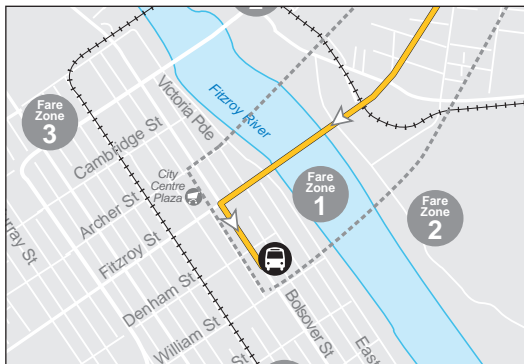 Fare
Zone
3
Victoria Pde
Fitzroy River
Cambridge St
City
Centre
Plaza
Archer St
Fare
Zone
1
Fare
Zone
2
Fitzroy St
Denham St
Bolsover St
William St